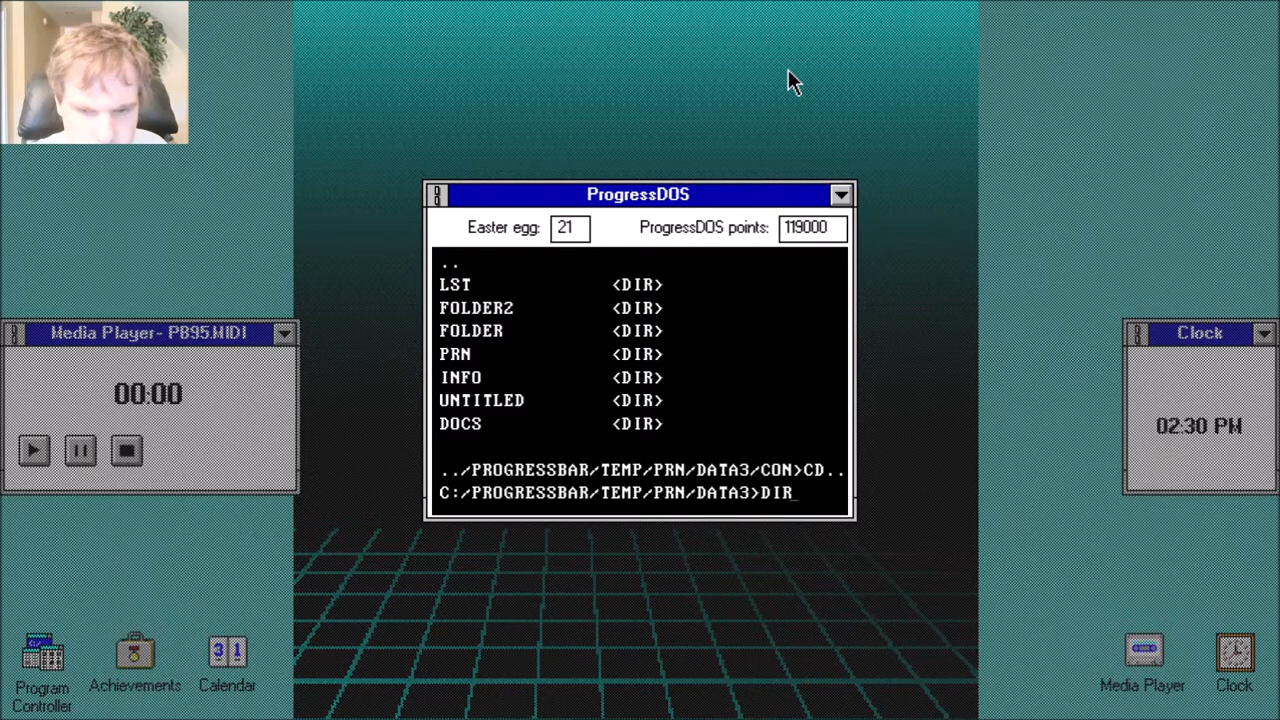 ProgressDOS
Easter egg: 21 ProgressDOS points: 119000
..
LST <DIR>
FOLDER2 <DIR>
FOLDER <DIR>
PRN <DIR>
INFO <DIR>
UNTITLED <DIR>
DOCS <DIR>
../PROGRESSBAR/TEMP/PRN/DATA3/CON>CD..
C:/PROGRESSBAR/TEMP/PRN/DATA3>DIR_
Media Player- PB95.MIDI
00:00
Clock
02:30 PM
Program
Controller
Achievements
31
Calendar
Media Player
Clock